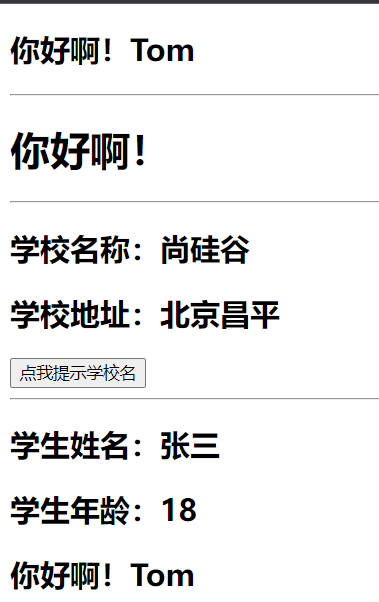 你好啊！Tom
你好啊！
学校名称：尚硅谷
学校地址：北京昌平
点我提示学校名
学生姓名：张三
学生年龄：18
你好啊！Tom